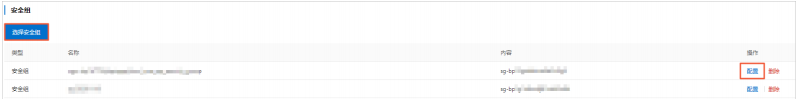 安全组
选择安全组
类型 名称 内容 操作
安全组 sg-bp 配置 删除
安全组 sg-bp 配置 删除